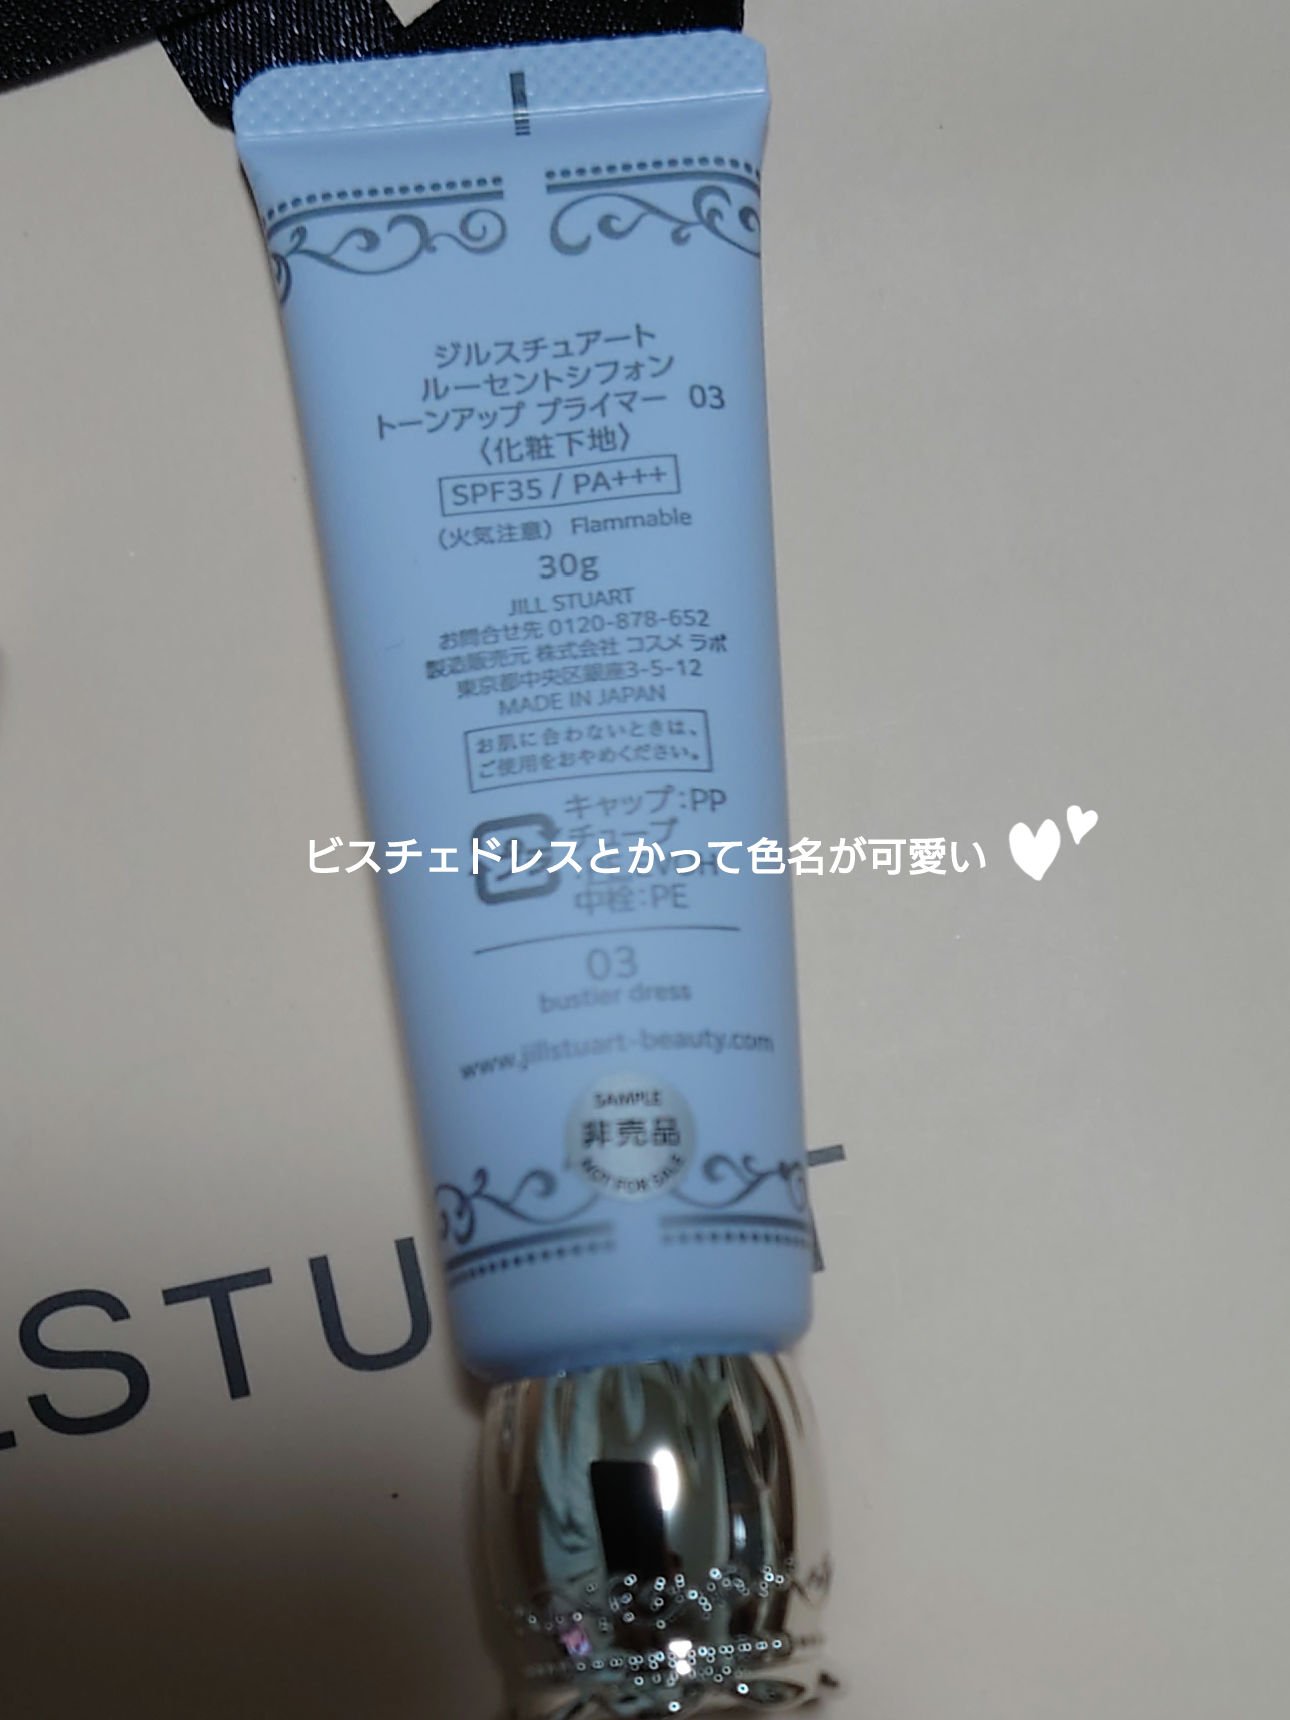 ジルスチュアート
ルーセントシフォン
トーンアップ プライマー 03
〈化粧下地〉
SPF35 / PA+++
(火気注意) Flammable
30g
JILL STUART
お問合せ先 0120-878-652
製造販売元 株式会社 コスメ ラボ
東京都中央区銀座3-5-12
MADE IN JAPAN
お肌に合わないときは、
ご使用をおやめください。
キャップ:PP
チューブ
ビスチェドレスとかって色名が可愛い
中栓:PE
03
bustier dress
www.jillstuart-beauty.com
SAMPLE
非売品
NOT FOR SALE
STU